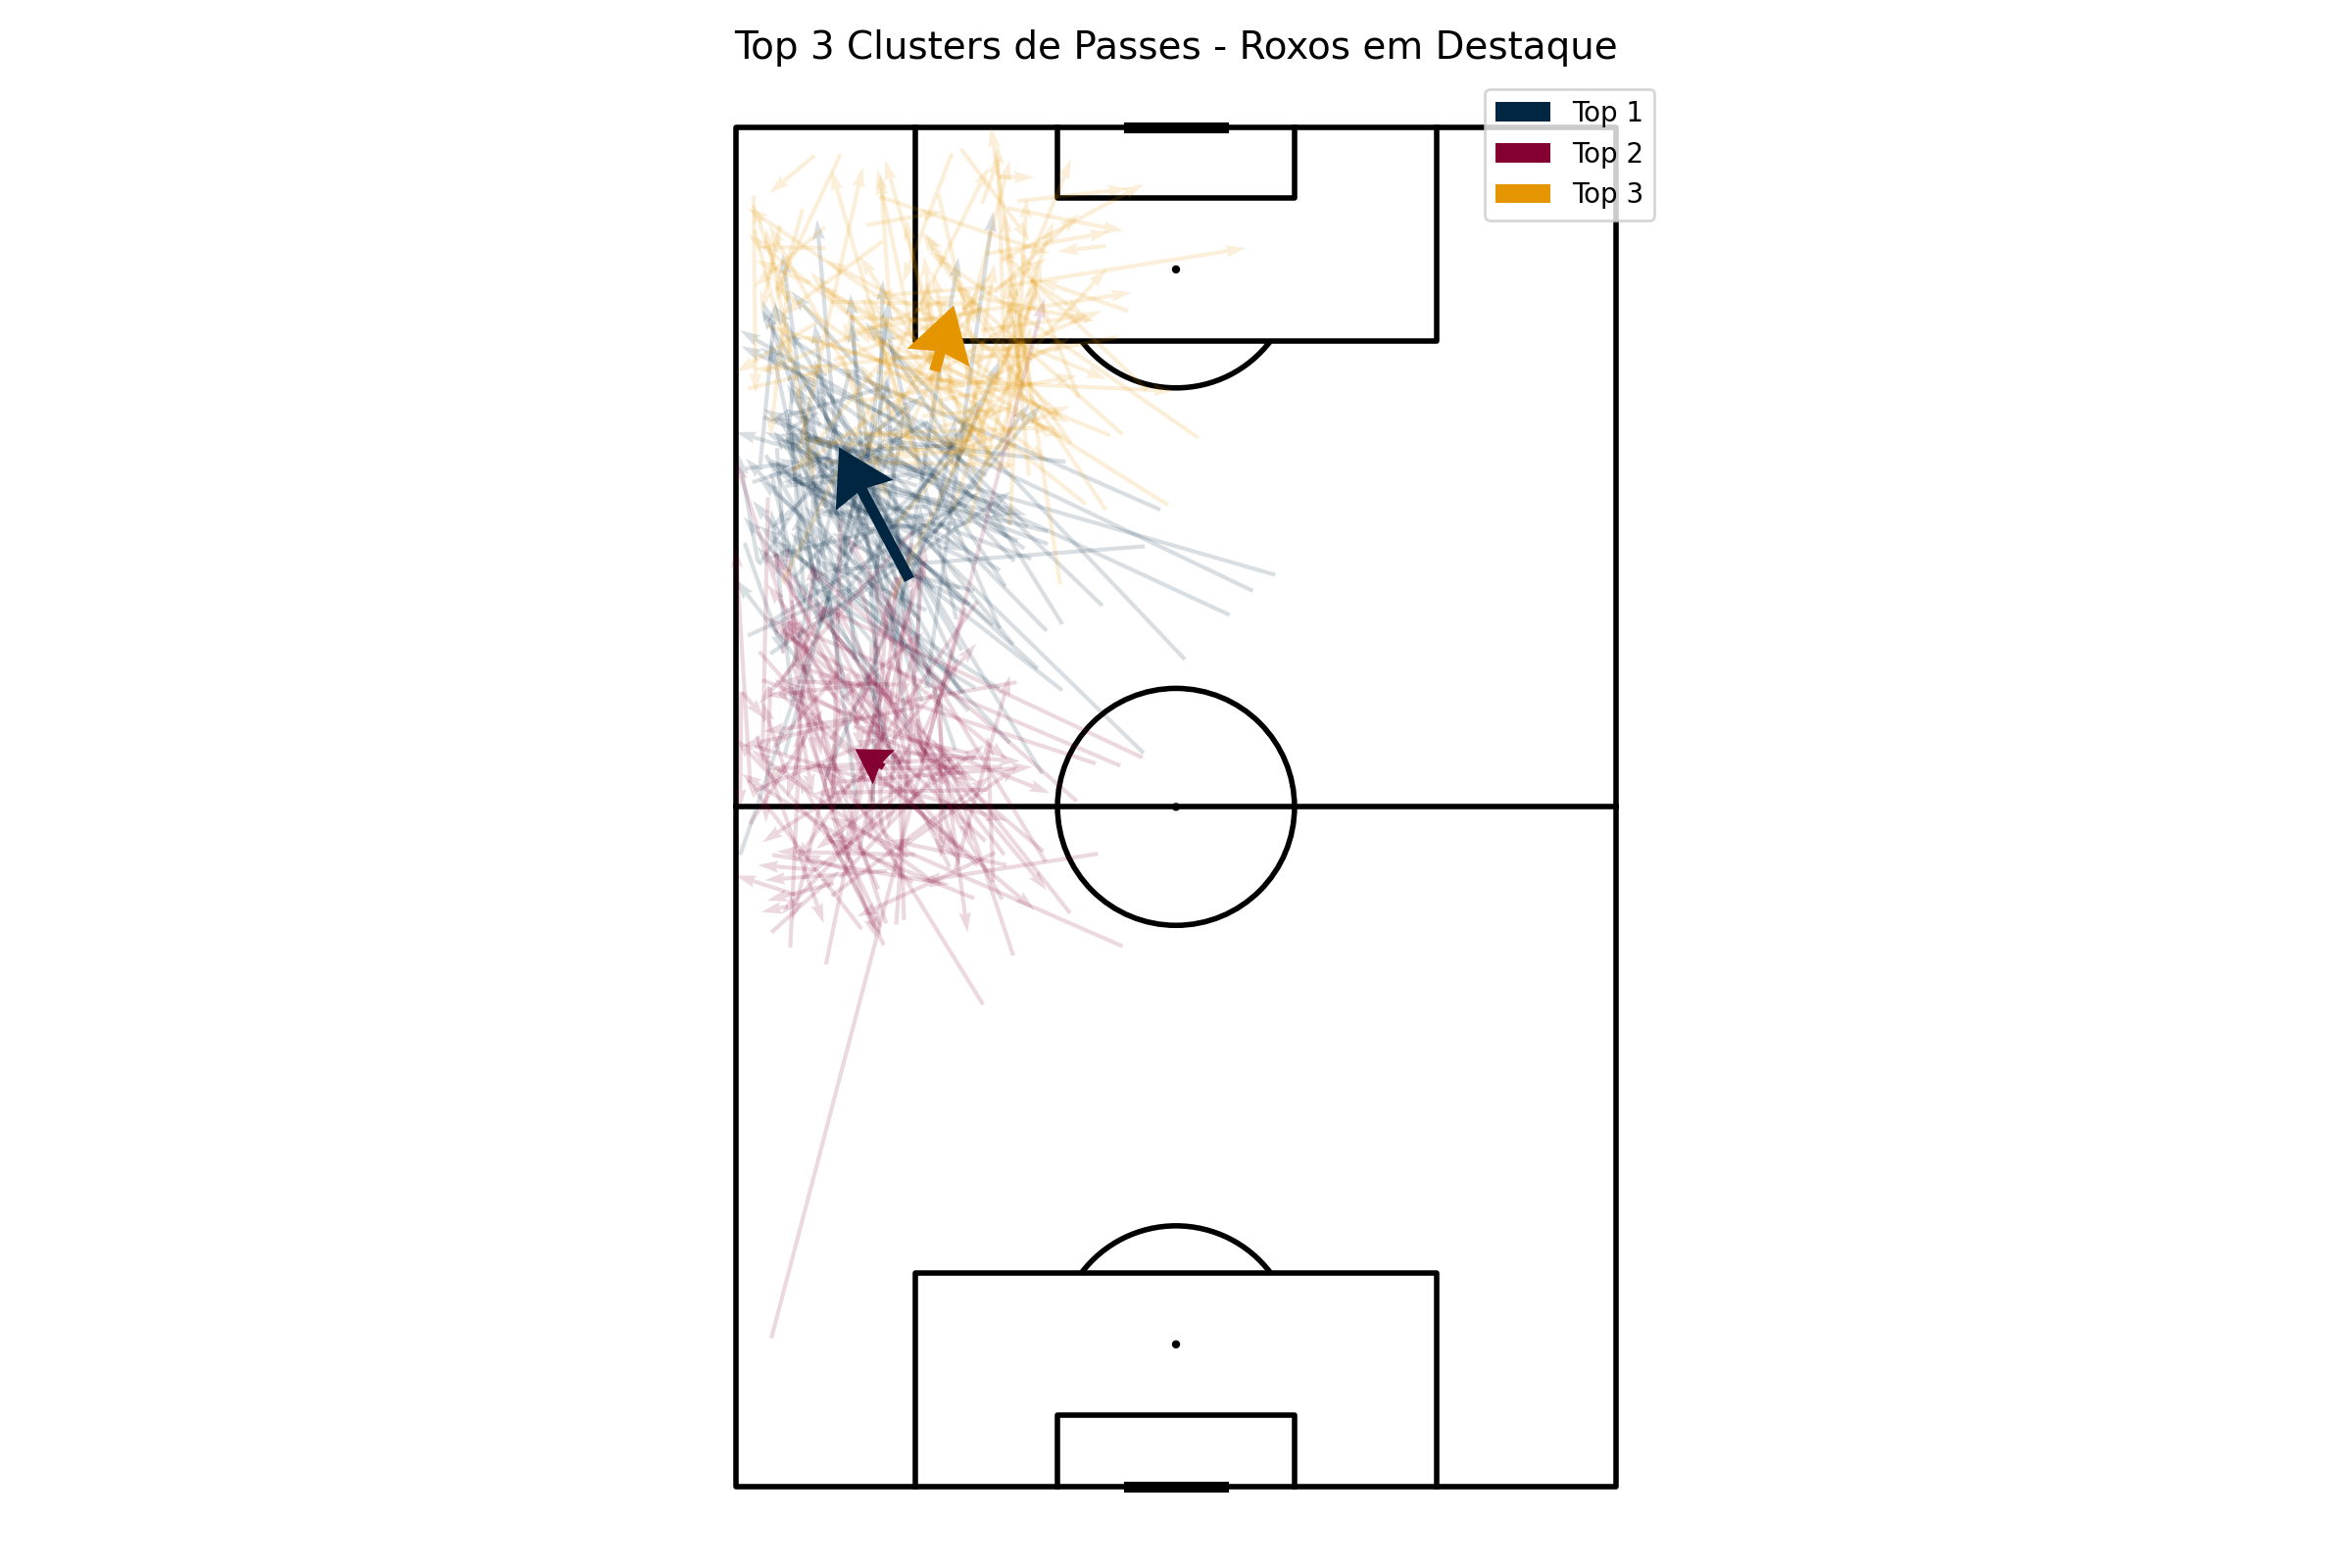 Top 3 Clusters de Passes - Roxos em Destaque
Top 1
Top 2
Top 3